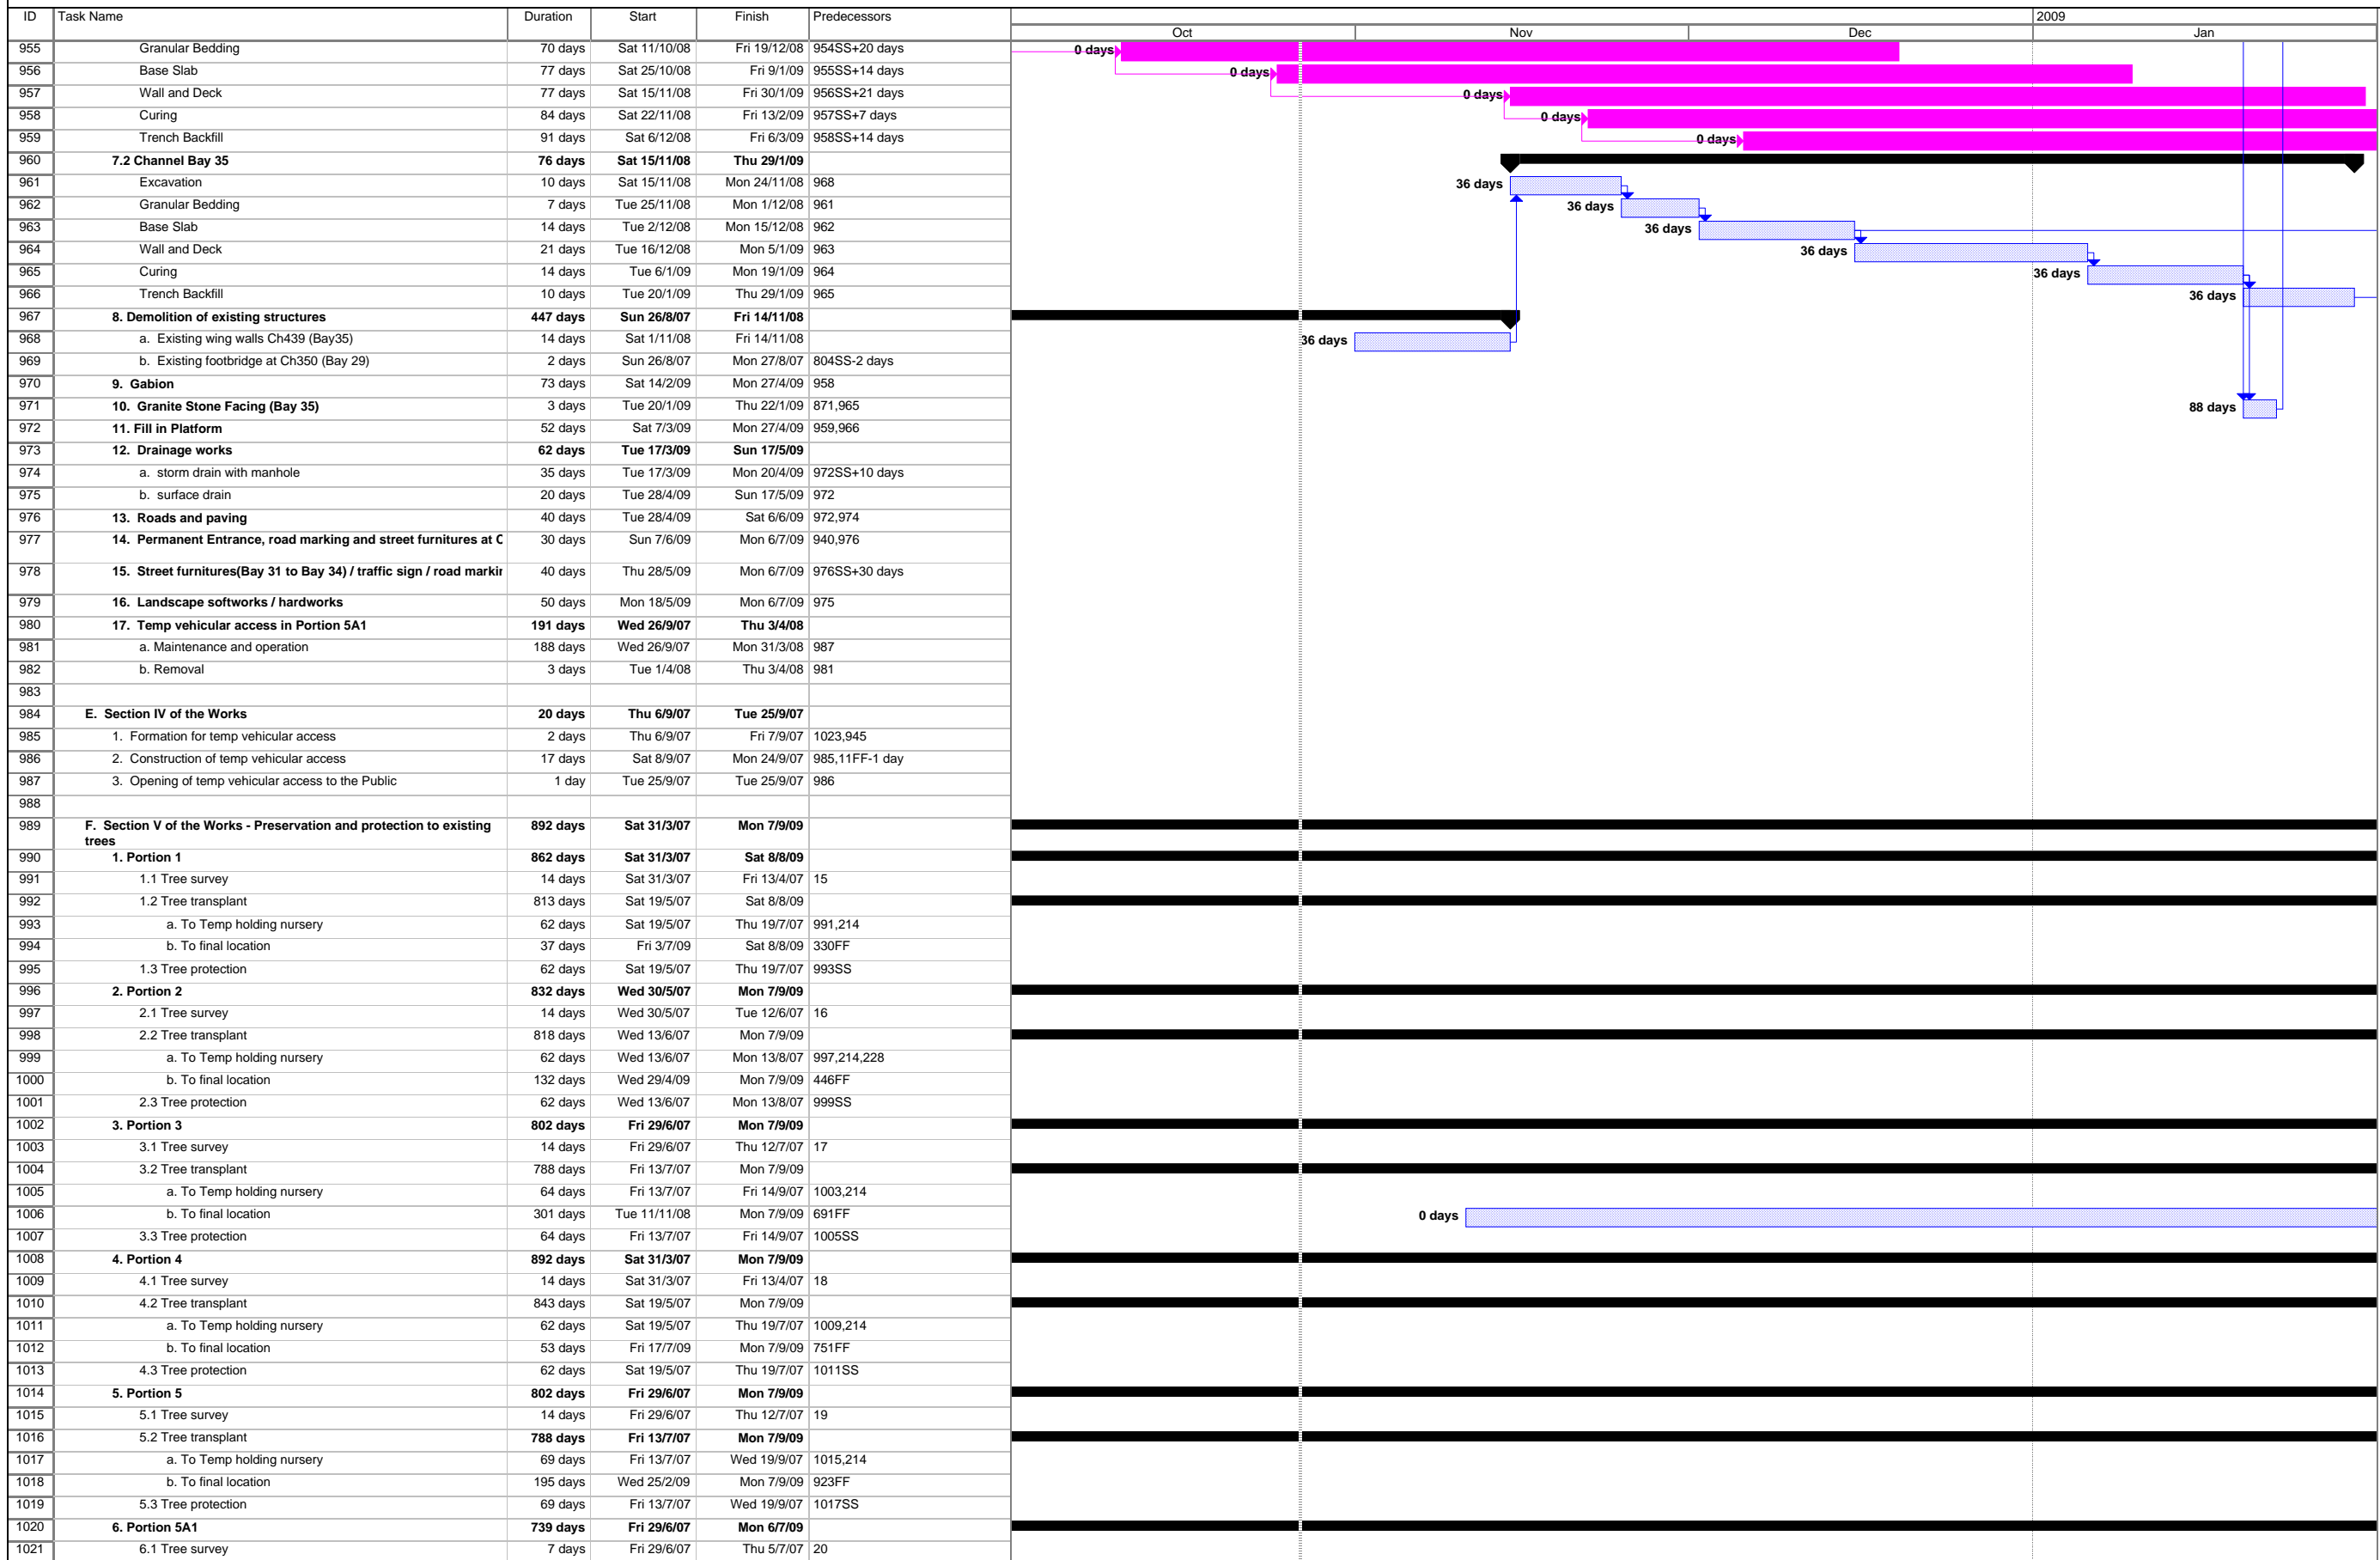 ID Task Name Duration Start Finish Predecessors 2009
Oct Nov Dec Jan
955 Granular Bedding 70 days Sat 11/10/08 Fri 19/12/08 954SS+20 days 0 days
956 Base Slab 77 days Sat 25/10/08 Fri 9/1/09 955SS+14 days 0 days
957 Wall and Deck 77 days Sat 15/11/08 Fri 30/1/09 956SS+21 days 0 days
958 Curing 84 days Sat 22/11/08 Fri 13/2/09 957SS+7 days 0 days
959 Trench Backfill 91 days Sat 6/12/08 Fri 6/3/09 958SS+14 days 0 days
960 7.2 Channel Bay 35 76 days Sat 15/11/08 Thu 29/1/09
961 Excavation 10 days Sat 15/11/08 Mon 24/11/08 968 36 days
962 Granular Bedding 7 days Tue 25/11/08 Mon 1/12/08 961 36 days
963 Base Slab 14 days Tue 2/12/08 Mon 15/12/08 962 36 days
964 Wall and Deck 21 days Tue 16/12/08 Mon 5/1/09 963 36 days
965 Curing 14 days Tue 6/1/09 Mon 19/1/09 964 36 days
966 Trench Backfill 10 days Tue 20/1/09 Thu 29/1/09 965 36 days
967 8. Demolition of existing structures 447 days Sun 26/8/07 Fri 14/11/08
968 a. Existing wing walls Ch439 (Bay35) 14 days Sat 1/11/08 Fri 14/11/08 36 days
969 b. Existing footbridge at Ch350 (Bay 29) 2 days Sun 26/8/07 Mon 27/8/07 804SS-2 days
970 9. Gabion 73 days Sat 14/2/09 Mon 27/4/09 958
971 10. Granite Stone Facing (Bay 35) 3 days Tue 20/1/09 Thu 22/1/09 871,965 88 days
972 11. Fill in Platform 52 days Sat 7/3/09 Mon 27/4/09 959,966
973 12. Drainage works 62 days Tue 17/3/09 Sun 17/5/09
974 a. storm drain with manhole 35 days Tue 17/3/09 Mon 20/4/09 972SS+10 days
975 b. surface drain 20 days Tue 28/4/09 Sun 17/5/09 972
976 13. Roads and paving 40 days Tue 28/4/09 Sat 6/6/09 972,974
977 14. Permanent Entrance, road marking and street furnitures at C 30 days Sun 7/6/09 Mon 6/7/09 940,976
978 15. Street furnitures(Bay 31 to Bay 34) / traffic sign / road markin 40 days Thu 28/5/09 Mon 6/7/09 976SS+30 days
979 16. Landscape softworks / hardworks 50 days Mon 18/5/09 Mon 6/7/09 975
980 17. Temp vehicular access in Portion 5A1 191 days Wed 26/9/07 Thu 3/4/08
981 a. Maintenance and operation 188 days Wed 26/9/07 Mon 31/3/08 987
982 b. Removal 3 days Tue 1/4/08 Thu 3/4/08 981
983
984 E. Section IV of the Works 20 days Thu 6/9/07 Tue 25/9/07
985 1. Formation for temp vehicular access 2 days Thu 6/9/07 Fri 7/9/07 1023,945
986 2. Construction of temp vehicular access 17 days Sat 8/9/07 Mon 24/9/07 985,11FF-1 day
987 3. Opening of temp vehicular access to the Public 1 day Tue 25/9/07 Tue 25/9/07 986
988
989 F. Section V of the Works - Preservation and protection to existing 892 days Sat 31/3/07 Mon 7/9/09
trees
990 1. Portion 1 862 days Sat 31/3/07 Sat 8/8/09
991 1.1 Tree survey 14 days Sat 31/3/07 Fri 13/4/07 15
992 1.2 Tree transplant 813 days Sat 19/5/07 Sat 8/8/09
993 a. To Temp holding nursery 62 days Sat 19/5/07 Thu 19/7/07 991,214
994 b. To final location 37 days Fri 3/7/09 Sat 8/8/09 330FF
995 1.3 Tree protection 62 days Sat 19/5/07 Thu 19/7/07 993SS
996 2. Portion 2 832 days Wed 30/5/07 Mon 7/9/09
997 2.1 Tree survey 14 days Wed 30/5/07 Tue 12/6/07 16
998 2.2 Tree transplant 818 days Wed 13/6/07 Mon 7/9/09
999 a. To Temp holding nursery 62 days Wed 13/6/07 Mon 13/8/07 997,214,228
1000 b. To final location 132 days Wed 29/4/09 Mon 7/9/09 446FF
1001 2.3 Tree protection 62 days Wed 13/6/07 Mon 13/8/07 999SS
1002 3. Portion 3 802 days Fri 29/6/07 Mon 7/9/09
1003 3.1 Tree survey 14 days Fri 29/6/07 Thu 12/7/07 17
1004 3.2 Tree transplant 788 days Fri 13/7/07 Mon 7/9/09
1005 a. To Temp holding nursery 64 days Fri 13/7/07 Fri 14/9/07 1003,214
1006 b. To final location 301 days Tue 11/11/08 Mon 7/9/09 691FF 0 days
1007 3.3 Tree protection 64 days Fri 13/7/07 Fri 14/9/07 1005SS
1008 4. Portion 4 892 days Sat 31/3/07 Mon 7/9/09
1009 4.1 Tree survey 14 days Sat 31/3/07 Fri 13/4/07 18
1010 4.2 Tree transplant 843 days Sat 19/5/07 Mon 7/9/09
1011 a. To Temp holding nursery 62 days Sat 19/5/07 Thu 19/7/07 1009,214
1012 b. To final location 53 days Fri 17/7/09 Mon 7/9/09 751FF
1013 4.3 Tree protection 62 days Sat 19/5/07 Thu 19/7/07 1011SS
1014 5. Portion 5 802 days Fri 29/6/07 Mon 7/9/09
1015 5.1 Tree survey 14 days Fri 29/6/07 Thu 12/7/07 19
1016 5.2 Tree transplant 788 days Fri 13/7/07 Mon 7/9/09
1017 a. To Temp holding nursery 69 days Fri 13/7/07 Wed 19/9/07 1015,214
1018 b. To final location 195 days Wed 25/2/09 Mon 7/9/09 923FF
1019 5.3 Tree protection 69 days Fri 13/7/07 Wed 19/9/07 1017SS
1020 6. Portion 5A1 739 days Fri 29/6/07 Mon 6/7/09
1021 6.1 Tree survey 7 days Fri 29/6/07 Thu 5/7/07 20